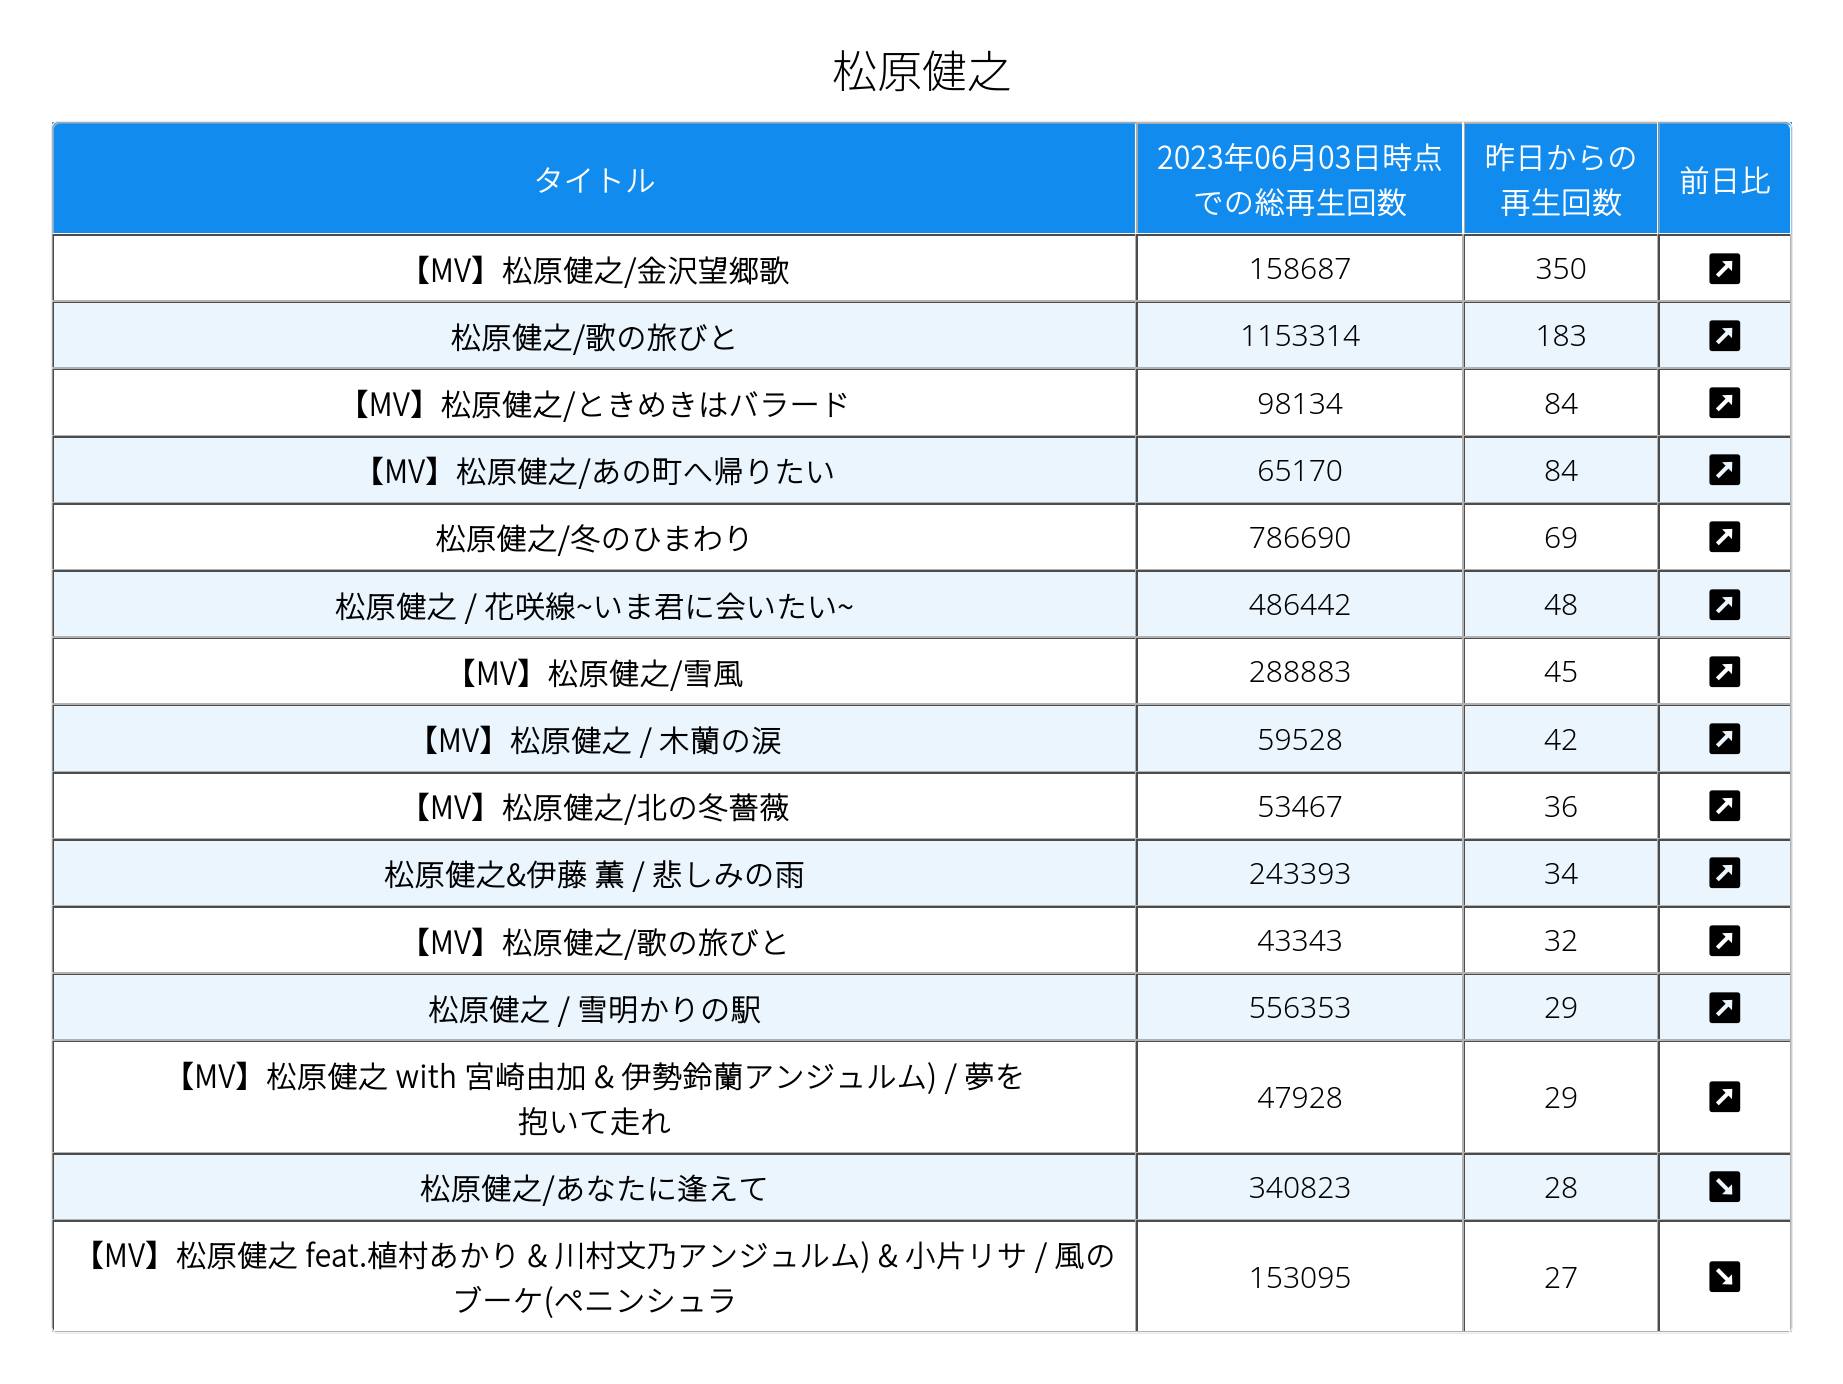 松原健之
タイトル
2023年06月03日時点
での総再生回数
昨日からの
再生回数
前日比
【MV】松原健之/金沢望郷歌 158687 350
松原健之/歌の旅びと 1153314 183
【MV】松原健之/ときめきはバラード 98134 84
【MV】松原健之/あの町へ帰りたい 65170 84
松原健之/冬のひまわり 786690 69
松原健之 / 花咲線~いま君に会いたい~ 486442 48
【MV】松原健之/雪風 288883 45
【MV】松原健之 / 木蘭の涙 59528 42
【MV】松原健之/北の冬薔薇 53467 36
松原健之&伊藤 薫 / 悲しみの雨 243393 34
【MV】松原健之/歌の旅びと 43343 32
松原健之 / 雪明かりの駅 556353 29
【MV】松原健之 with 宮崎由加 & 伊勢鈴蘭アンジュルム) / 夢を
抱いて走れ
47928 29
松原健之/あなたに逢えて 340823 28
【MV】松原健之 feat.植村あかり & 川村文乃アンジュルム) & 小片リサ / 風の
ブーケ(ペニンシュラ
153095 27